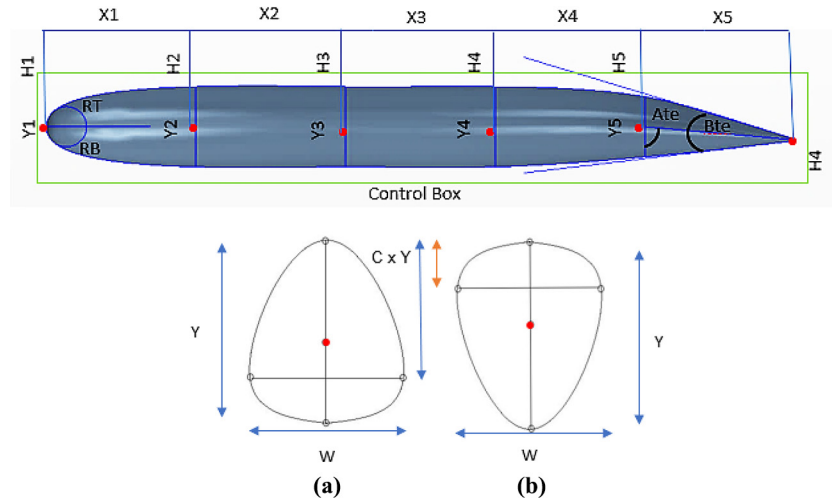 X1 X2 X3 X4 X5
H1 H2 H3 H4 H5
RT
Y1 Y2 Y3 Y4 Y5 Ate Bte
RB
H4
Control Box
C x Y
Y Y
W W
(a) (b)